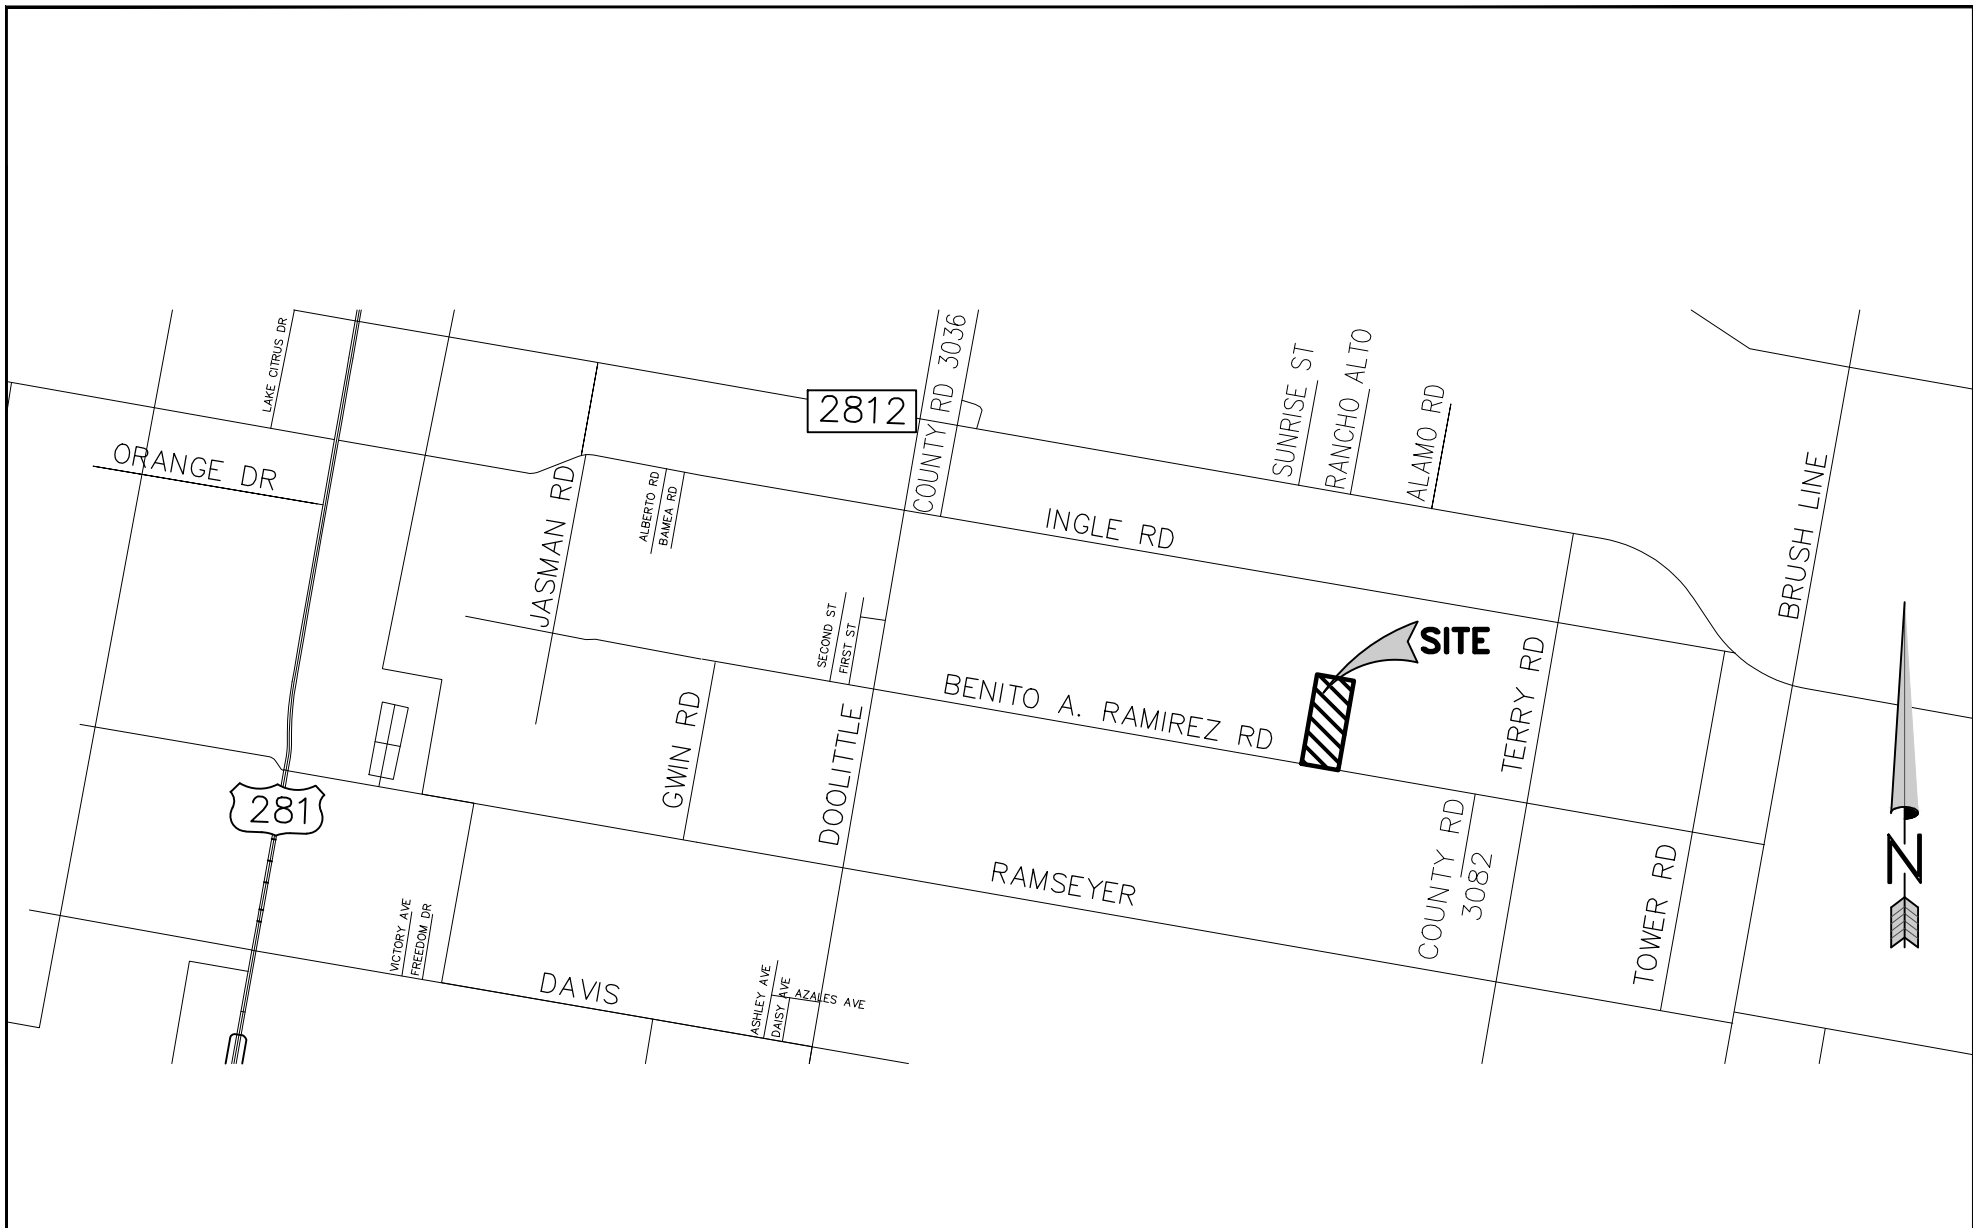 LAKE CITRUS DR
ORANGE DR
2812
COUNTY RD 3036
SUNRISE ST
RANCHO ALTO
ALAMO RD
BRUSH LINE
JASMAN RD
ALBERTO RD
BAMEA RD
INGLE RD
SECOND ST
FIRST ST
SITE
TERRY RD
BENITO A. RAMIREZ RD
GWIN RD
DOOLITTLE
281
COUNTY RD
3082
RAMSEYER
TOWER RD
N
VICTORY AVE
FREEDOM DR
DAVIS
ASHLEY AVE
DAISY AVE
AZALES AVE